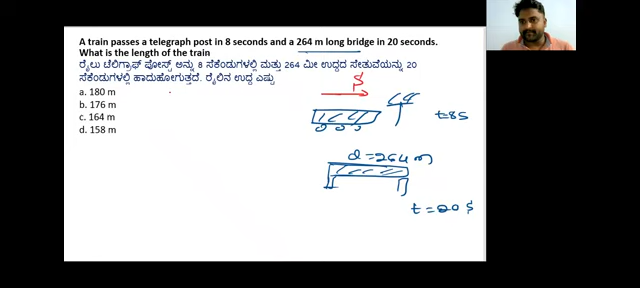 A train passes a telegraph post in 8 seconds and a 264 m long bridge in 20 seconds.
What is the length of the train
ರೈಲು ಟೆಲಿಗ್ರಾಫ್ ಪೋಸ್ಟ್ ಅನ್ನು 8 ಸೆಕೆಂಡುಗಳಲ್ಲಿ ಮತ್ತು 264 ಮೀ ಉದ್ದದ ಸೇತುವೆಯನ್ನು 20
ಸೆಕೆಂಡುಗಳಲ್ಲಿ ಹಾದುಹೋಗುತ್ತದೆ. ರೈಲಿನ ಉದ್ದ ಎಷ್ಟು
a. 180 m
b. 176 m
c. 164 m
d. 158 m
S
t=8S
d=264m
t=20S